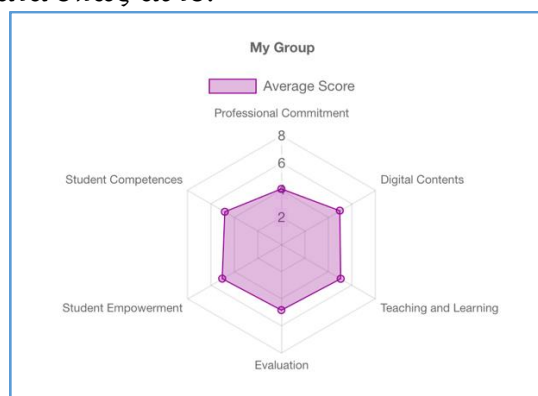 My Group
Average Score
Professional Commitment
8
6
2
Student Competences
Digital Contents
Student Empowerment
Teaching and Learning
Evaluation